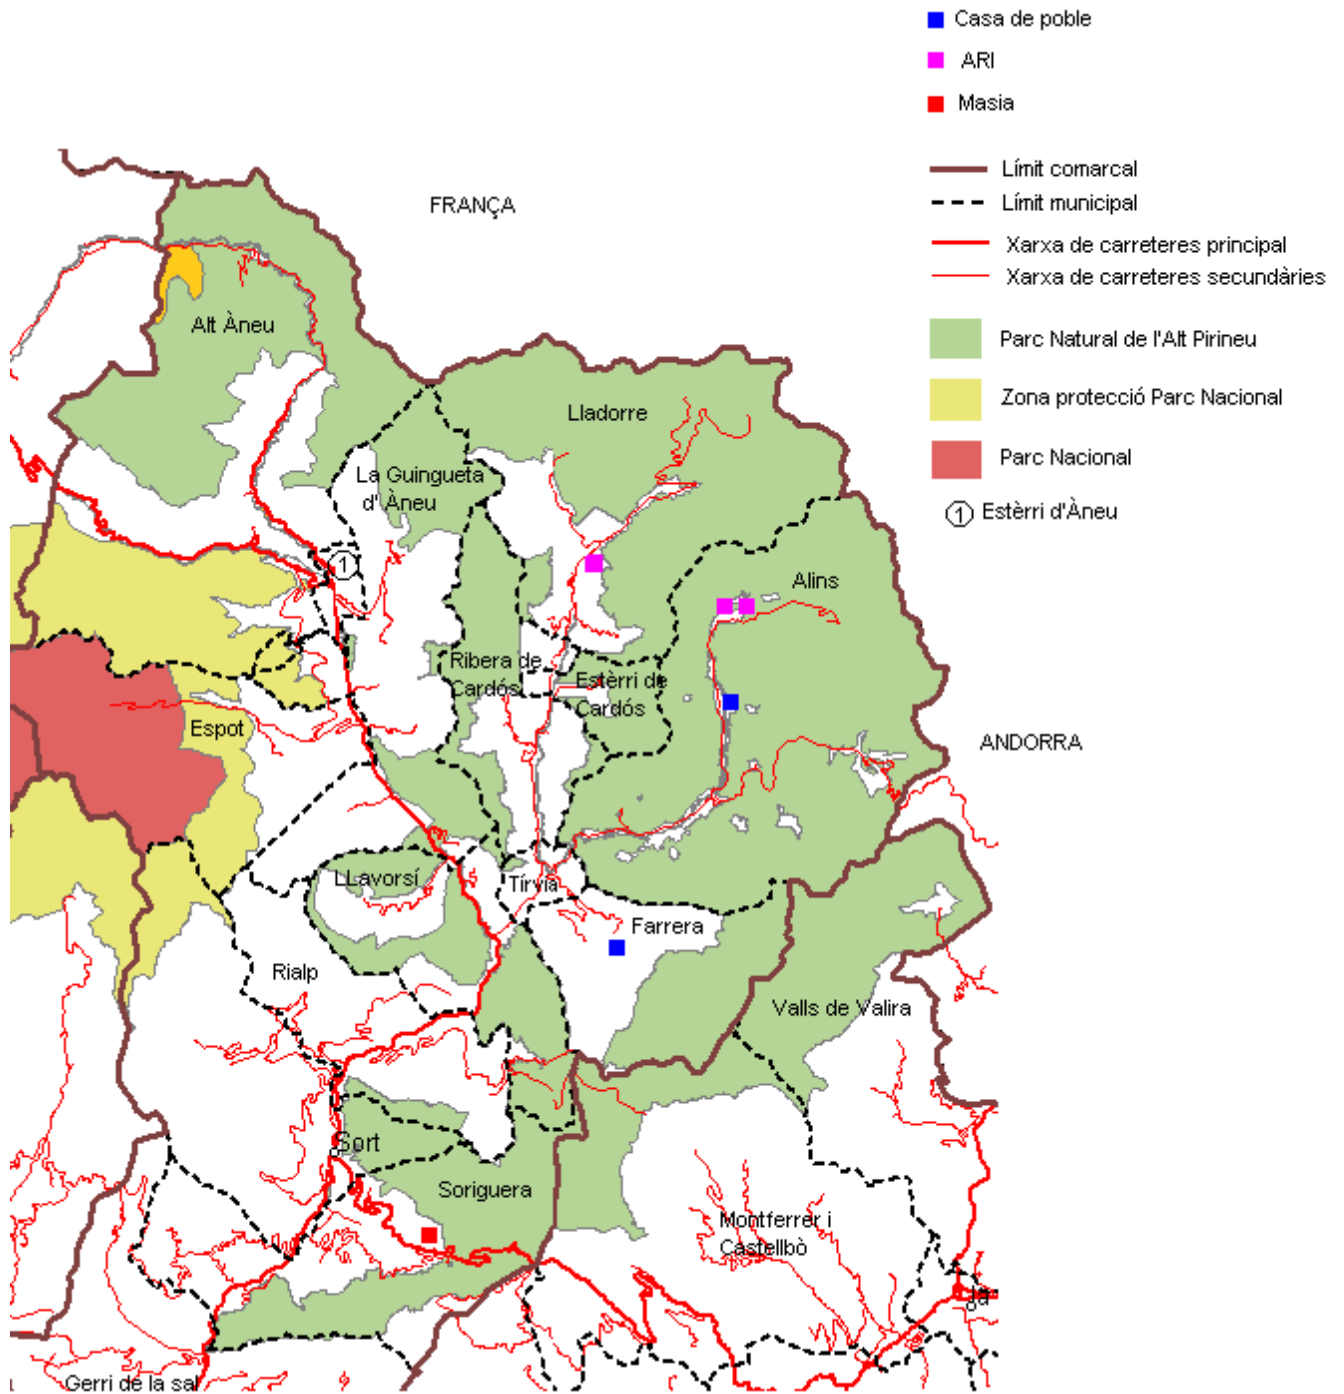 Casa de poble
ARI
Masia
Límit comarcal
Límit municipal
Xarxa de carreteres principal
Xarxa de carreteres secundàries
Parc Natural de l'Alt Pirineu
Zona protecció Parc Nacional
Parc Nacional
1 Estèrri d'Àneu
FRANÇA
Alt Àneu
Lladorre
La Guingueta
d' Àneu
1
Alins
Ribera de
Cardós
Estèrri de
Cardós
Espot
ANDORRA
LLavorsí
Tírvia
Farrera
Rialp
Valls de Valira
Sort
Soriguera
Montferrer i
Castellbò
Gerri de la sal